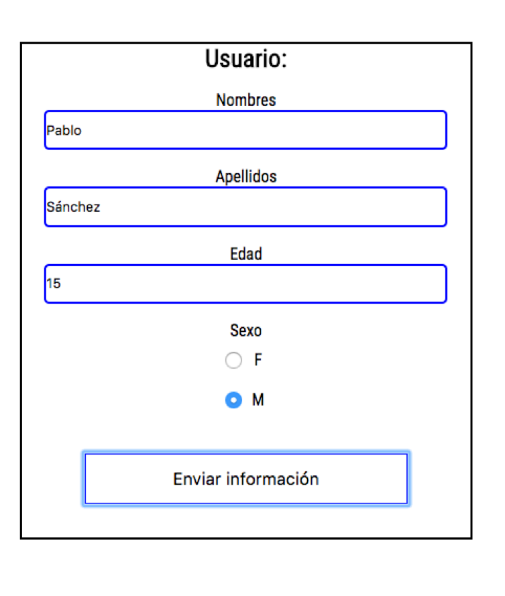 Usuario:
Nombres
Pablo
Apellidos
Sánchez
Edad
15
Sexo
F
M
Enviar información